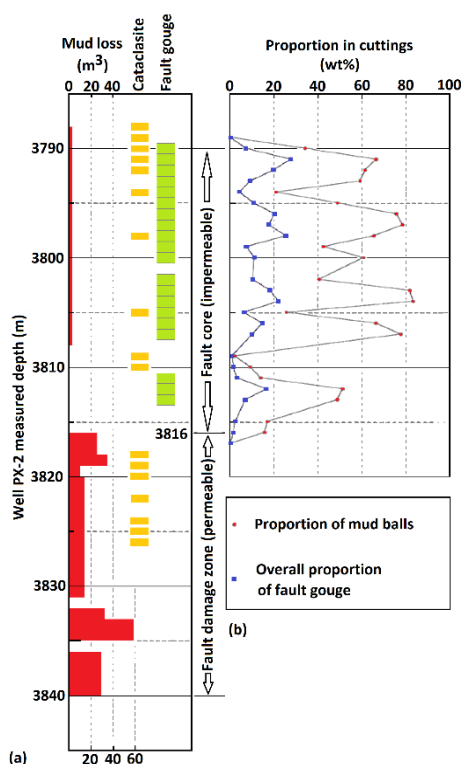 Mud loss
(m3)
0 20 40
Cataclasite
Fault gouge
Proportion in cuttings
(wt%)
0 20 40 60 80 100
3790
3800
3810
3816
3820
3830
3840
Well PX-2 measured depth (m)
Fault core (impermeable)
Fault damage zone (permeable)
Proportion of mud balls
Overall proportion
of fault gouge
(b)
(a)
20 40 60